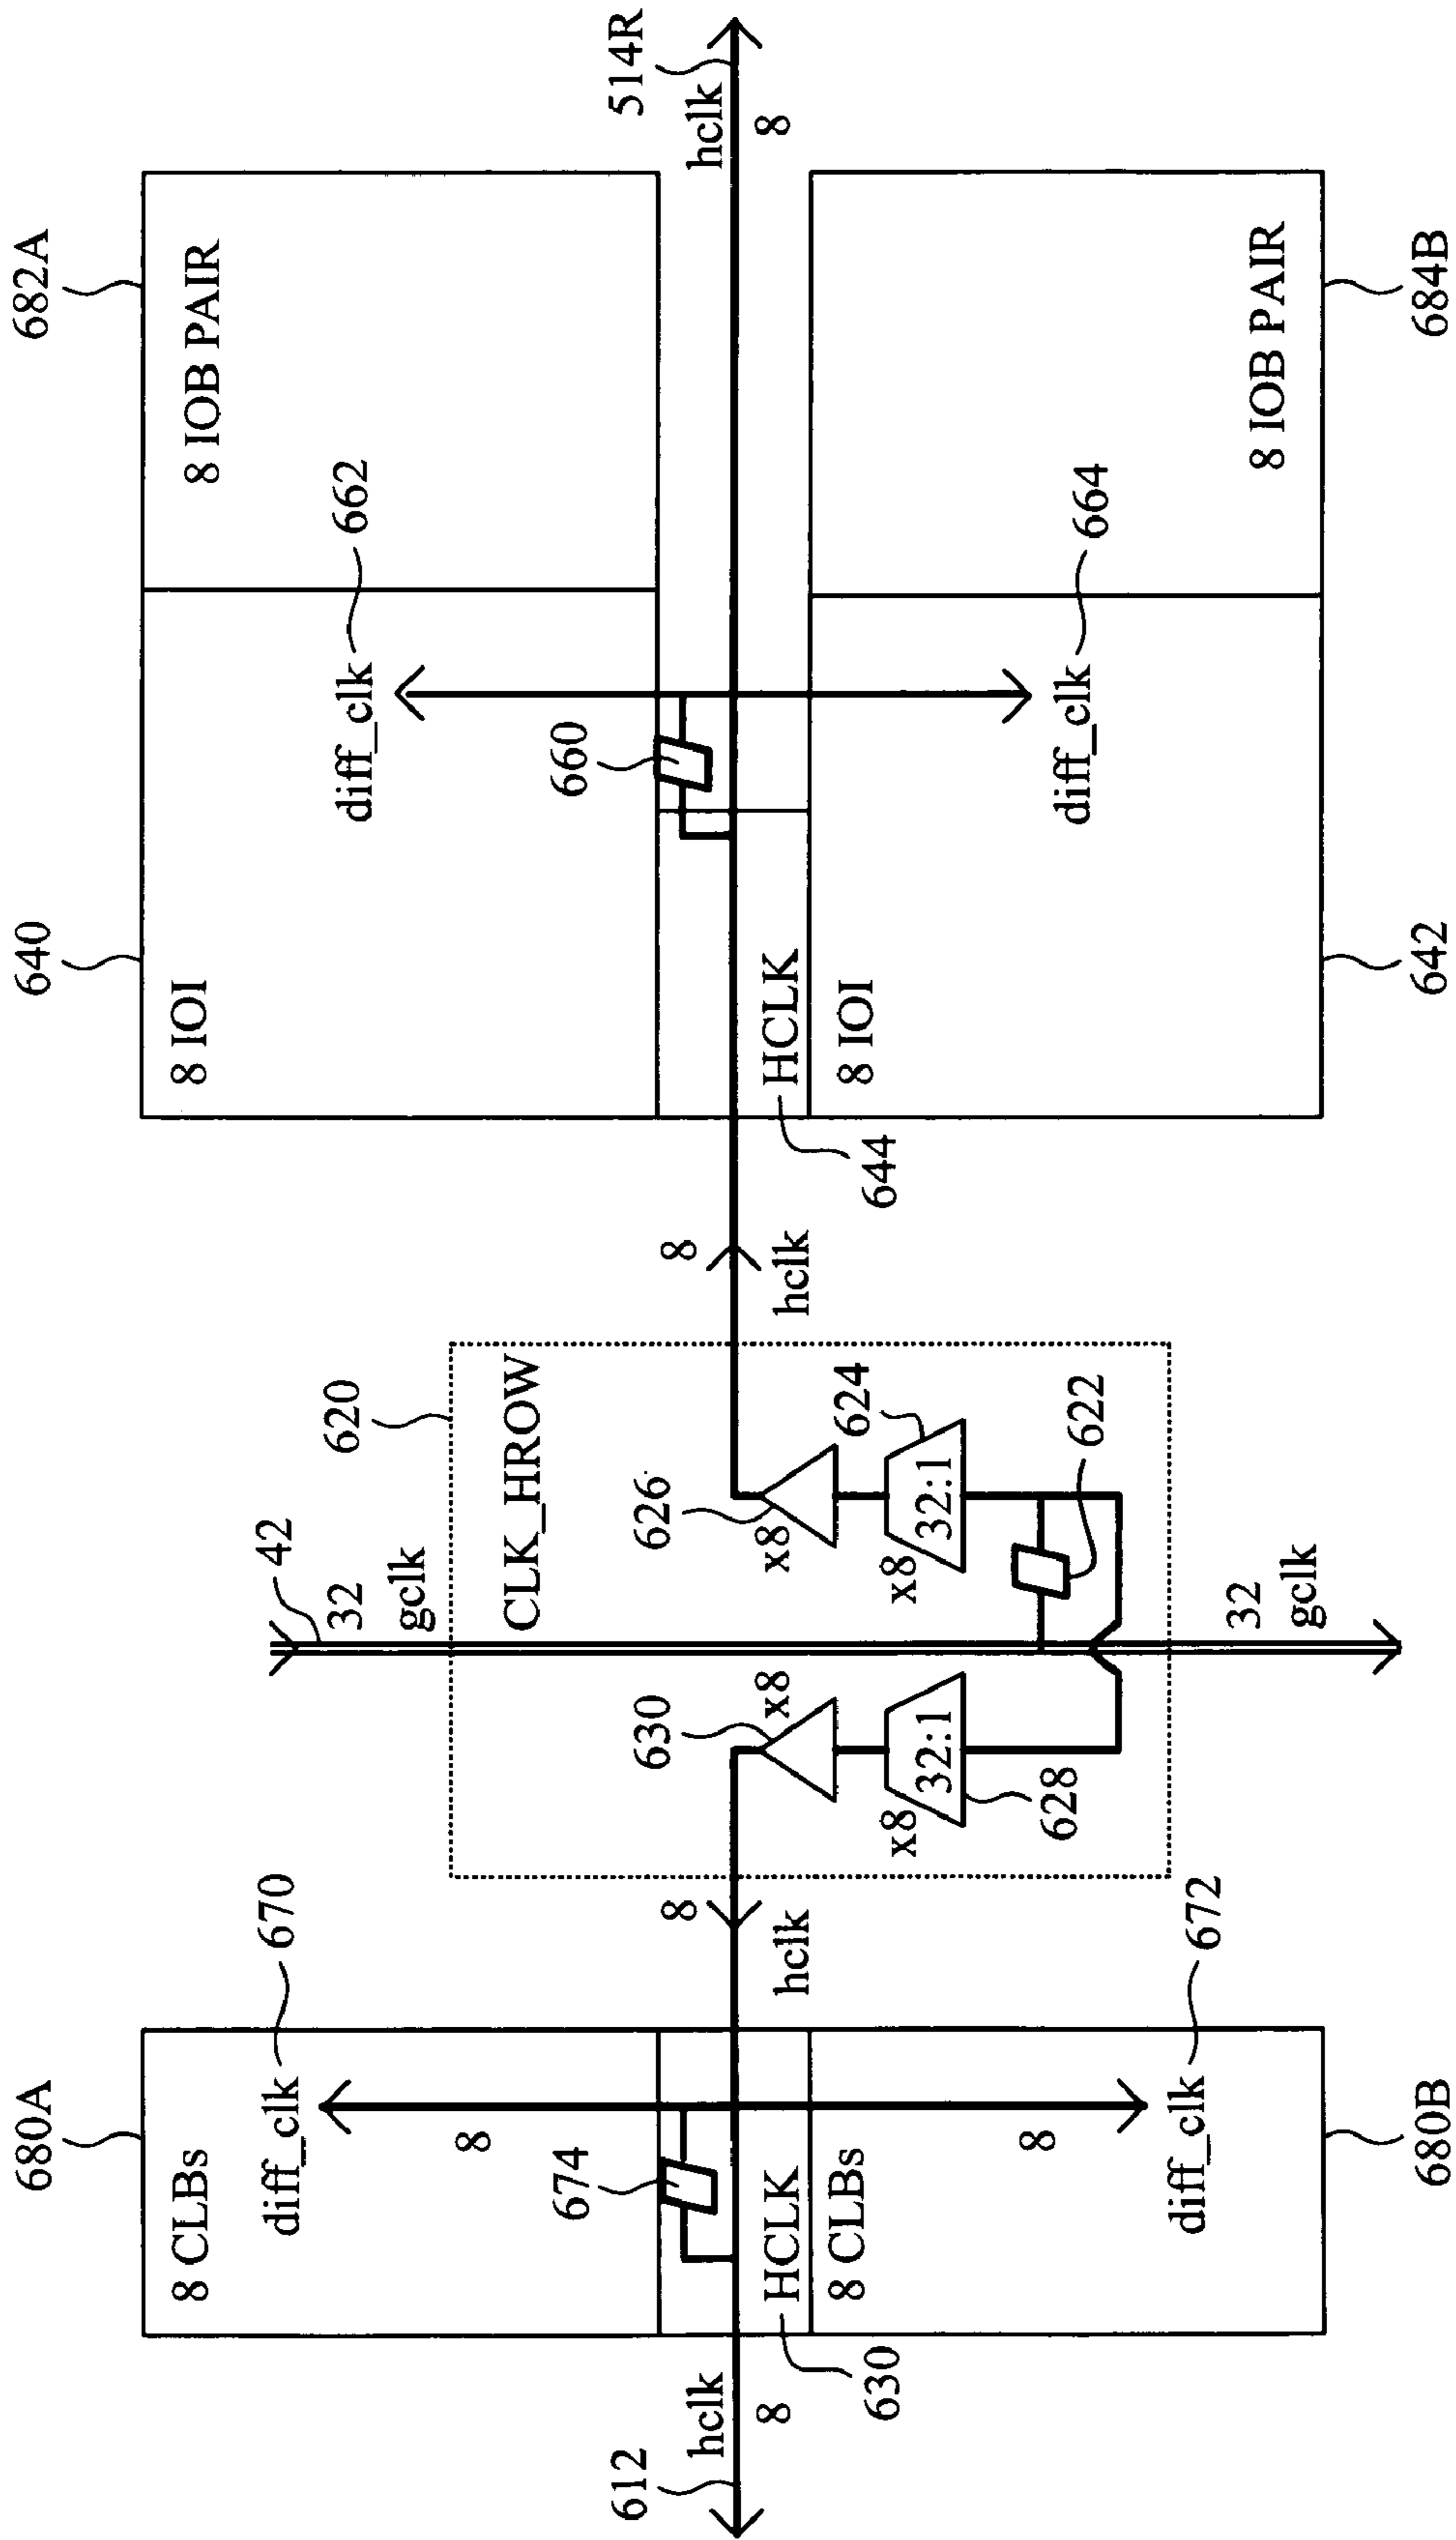 680A
670
620
42
640
682A
8 CLBs
diff_clk
8
674
CLK_HROW
32
gclk
8 IOI
diff_clk
662
8 IOB PAIR
660
514R
612
hclk
8
630
HCLK
8
hclk
630
x8
626
x8
8
hclk
644
HCLK
hclk
8
8 CLBs
8
diff_clk
672
x8
32:1
628
x8
32:1
624
622
32
gclk
8 IOI
diff_clk
664
8 IOB PAIR
680B
642
684B